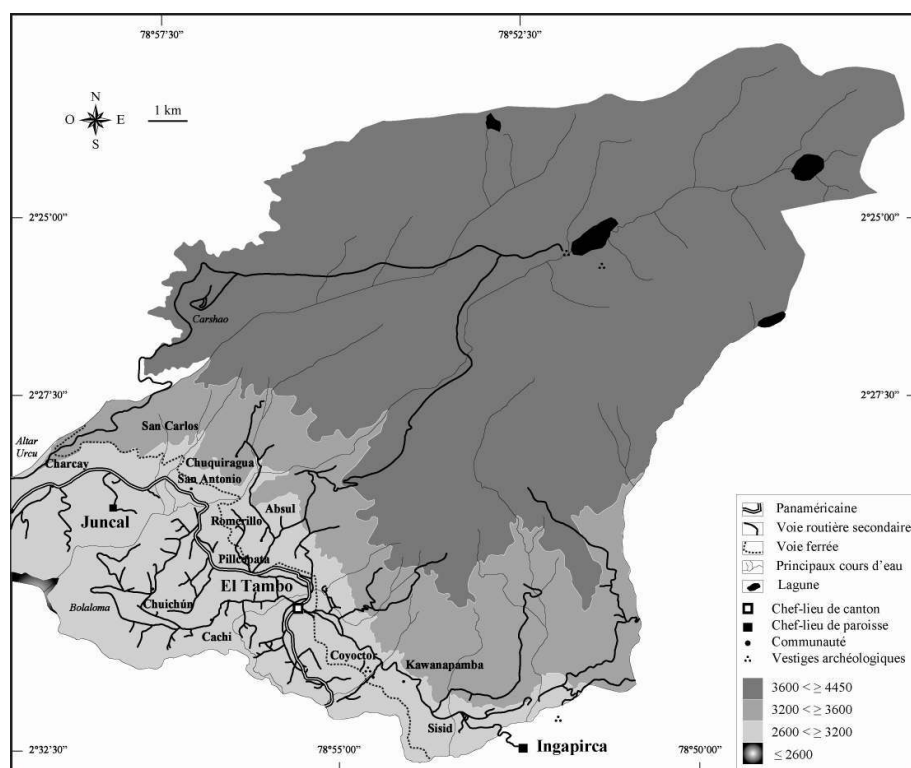 78°57'30"
78°52'30"
N
O
E
S
1 km
2°25'00"
2°25'00"
Carshao
2°27'30"
2°27'30"
San Carlos
Altar
Urcu
Charcay
Chuquiragua
San Antonio
Absul
Juncal
Romerillo
Pillcopata
El Tambo
Bolaloma
Chuichún
Cachi
Coyoctor
Kawanapamba
Sisid
Ingapirca
2°32'30"
78°55'00"
78°50'00"
Panaméricaine
Voie routière secondaire
Voie ferrée
Principaux cours d'eau
Lagune
Chef-lieu de canton
Chef-lieu de paroisse
Communauté
Vestiges archéologiques
3600 < ≥ 4450
3200 < ≥ 3600
2600 < ≥ 3200
≤ 2600